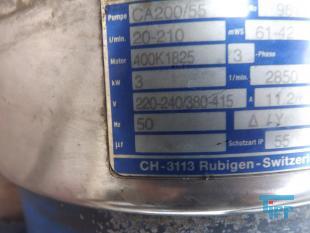 Pumpe CA200/55
l/min. 20-210 mWS 61-42
Motor 400K1825 3 -Phase
kW 3 1/min. 2850
V 220-240/380-415 A 11.2
Hz 50 Δ / Y
µf Schutzart IP 55
CH-3113 Rubigen-Switzer